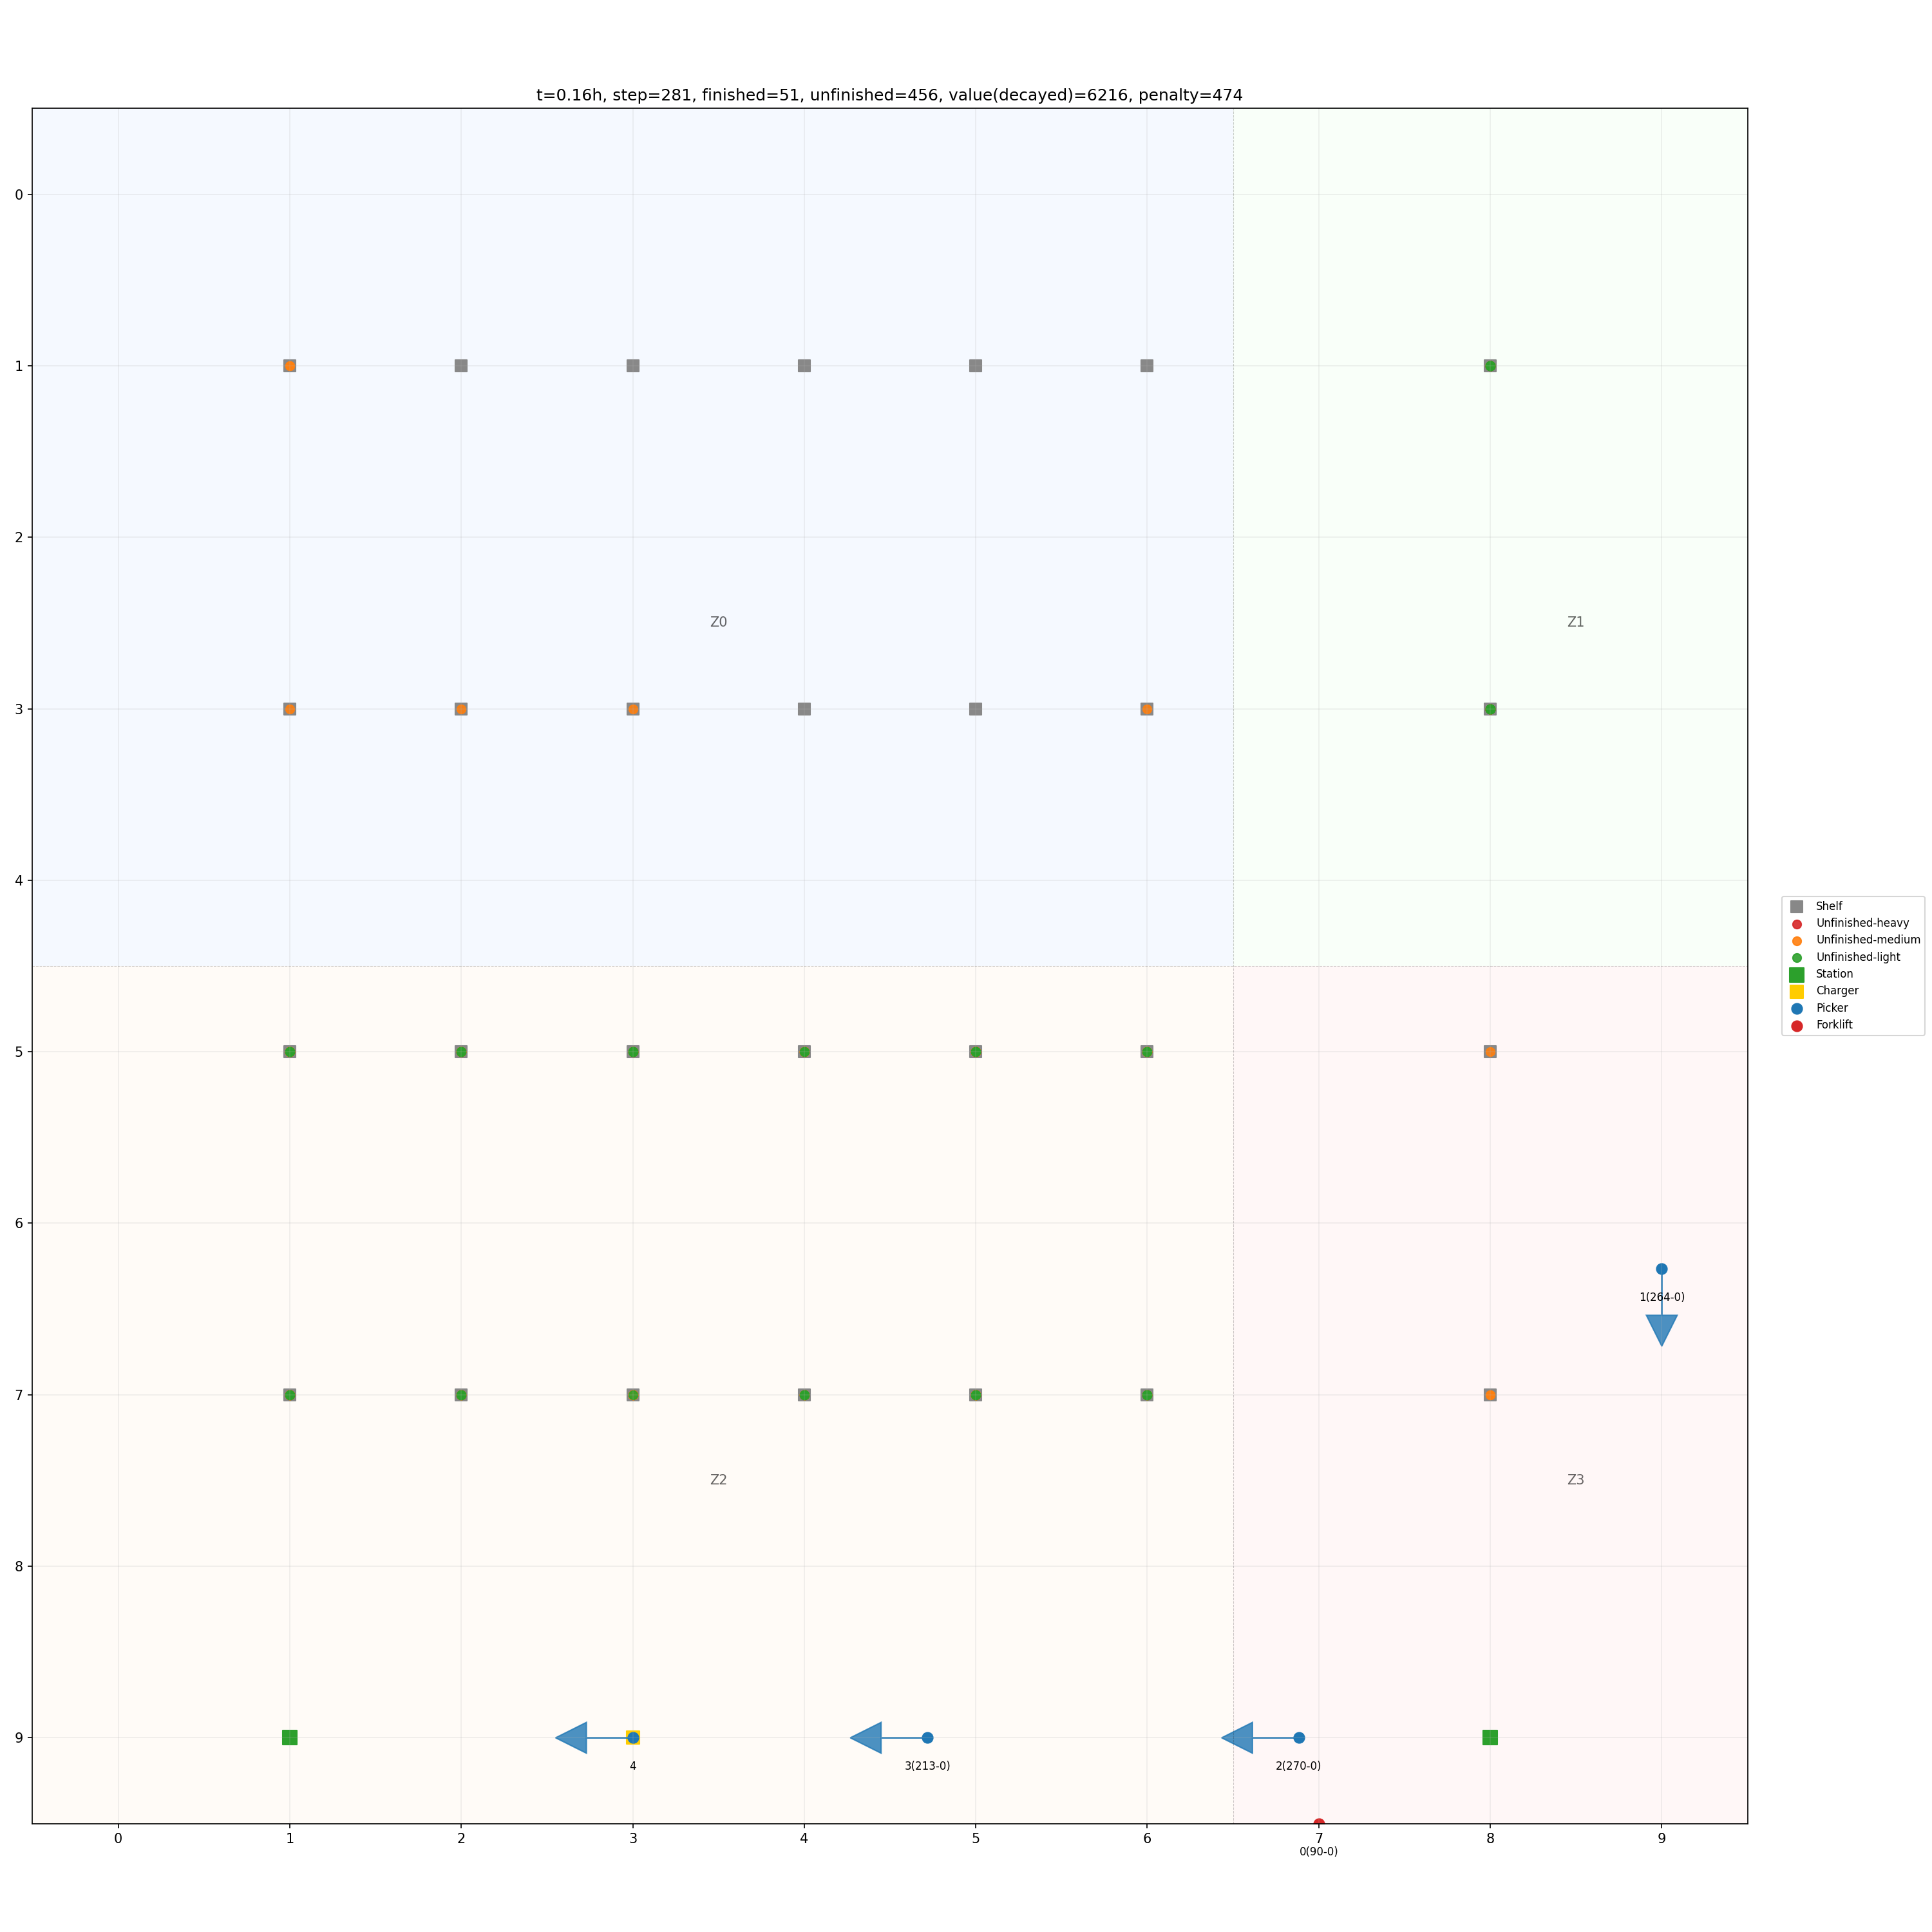 t=0.16h, step=281, finished=51, unfinished=456, value(decayed)=6216, penalty=474
0
1
2
Z0
Z1
3
4
Shelf
Unfinished-heavy
Unfinished-medium
Unfinished-light
Station
Charger
Picker
Forklift
5
6
1(264-0)
7
Z2
Z3
8
9
4
3(213-0)
2(270-0)
0
1
2
3
4
5
6
7
8
9
0(90-0)